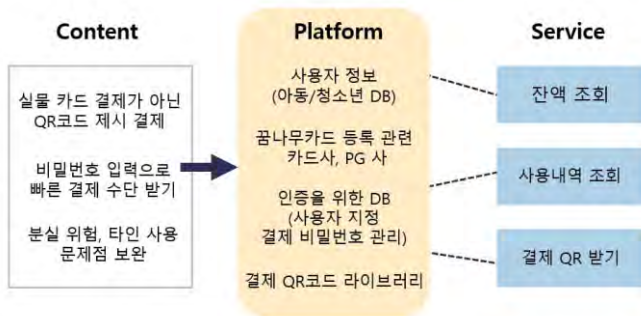 Content
실물 카드 결제가 아닌
QR코드 제시 결제
비밀번호 입력으로
빠른 결제 수단 받기
분실 위험, 타인 사용
문제점 보완
Platform
사용자 정보
(아동/청소년 DB)
꿈나무카드 등록 관련
카드사, PG 사
인증을 위한 DB
(사용자 지정
결제 비밀번호 관리)
결제 QR코드 라이브러리
Service
잔액 조회
사용내역 조회
결제 QR 받기